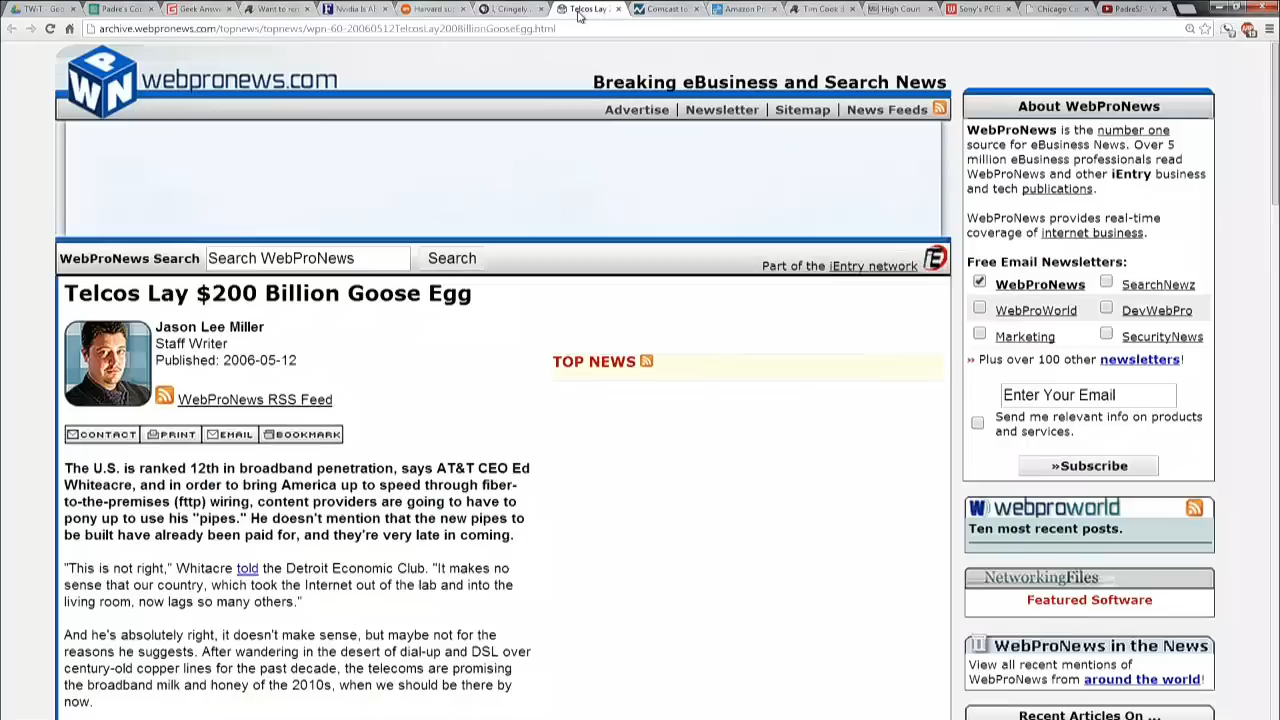 TWiT - G
Padre's Co
Geek Answ
Want to re
Nvidia Is A
Harvard su
I, Cringely
Telcos Lay
Comcast to
Amazon Pr
Tim Cook
High Court
Sony's PC
Chicago C
PadreS
archive.webpronews.com/topnews/topnews/wpn-60-20060512TelcosLay200BillionGooseEgg.html
WPN
webpronews.com
Breaking eBusiness and Search News
Advertise | Newsletter | Sitemap | News Feeds
WebProNews Search
Search WebProNews
Search
Part of the iEntry network
Telcos Lay $200 Billion Goose Egg
Jason Lee Miller
Staff Writer
Published: 2006-05-12
WebProNews RSS Feed
CONTACT PRINT EMAIL BOOKMARK
TOP NEWS
The U.S. is ranked 12th in broadband penetration, says AT&T CEO Ed
Whiteacre, and in order to bring America up to speed through fiber-
to-the-premises (fttp) wiring, content providers are going to have to
pony up to use his "pipes." He doesn't mention that the new pipes to
be built have already been paid for, and they're very late in coming.
"This is not right," Whitacre told the Detroit Economic Club. "It makes no
sense that our country, which took the Internet out of the lab and into the
living room, now lags so many others."
And he's absolutely right, it doesn't make sense, but maybe not for the
reasons he suggests. After wandering in the desert of dial-up and DSL over
century-old copper lines for the past decade, the telecoms are promising
the broadband milk and honey of the 2010s, when we should be there by
now.
About WebProNews
WebProNews is the number one
source for eBusiness News. Over 5
million eBusiness professionals read
WebProNews and other iEntry business
and tech publications.
WebProNews provides real-time
coverage of internet business.
Free Email Newsletters:
WebProNews SearchNewz
WebProWorld DevWebPro
Marketing SecurityNews
» Plus over 100 other newsletters!
Enter Your Email
Send me relevant info on products
and services.
»Subscribe
webproworld
Ten most recent posts.
NetworkingFiles
Featured Software
WebProNews in the News
View all recent mentions of
WebProNews from around the world!
Recent Articles On ...